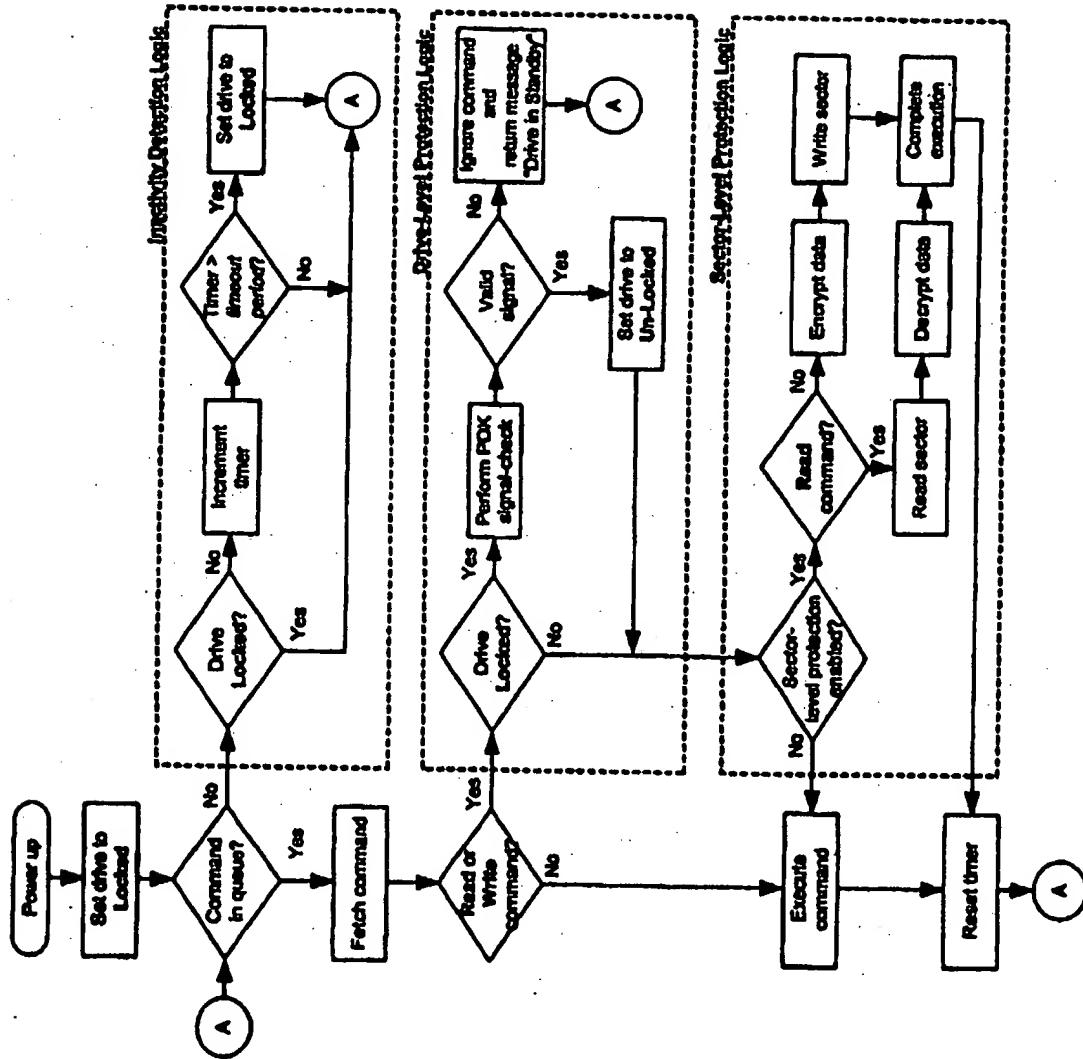 Power up
Set drive to
Locked
A
Command
in queue?
No
Yes
Inactivity Detection Logic
Drive
Locked?
No
Yes
Increment
timer
Timer >
timeout
period?
Yes
No
Set drive to
Locked
A
Fetch command
Read or
Write
command?
Yes
No
Drive-Level Protection Logic
Drive
Locked?
Yes
No
Perform PDK
signal-check
Valid
signal?
No
Yes
Ignore command
and
return message
"Drive in Standby"
A
Set drive to
Un-Locked
Sector-Level Protection Logic
Sector-
level protection
enabled?
No
Yes
Read
command?
No
Yes
Encrypt data
Write sector
Read sector
Decrypt data
Complete
execution
Execute
command
Reset timer
A